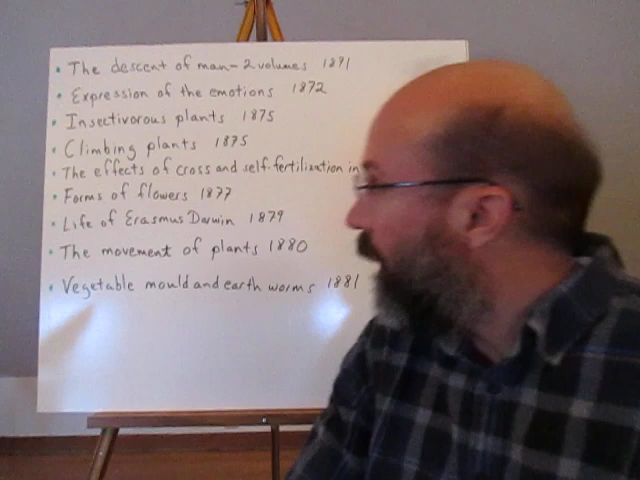 • The descent of man - 2 volumes 1871
• Expression of the emotions 1872
• Insectivorous plants 1875
• Climbing plants 1875
• The effects of cross and self-fertilization in
• Forms of flowers 1877
• Life of Erasmus Darwin 1879
• The movement of plants 1880
• Vegetable mould and earth worms 1881